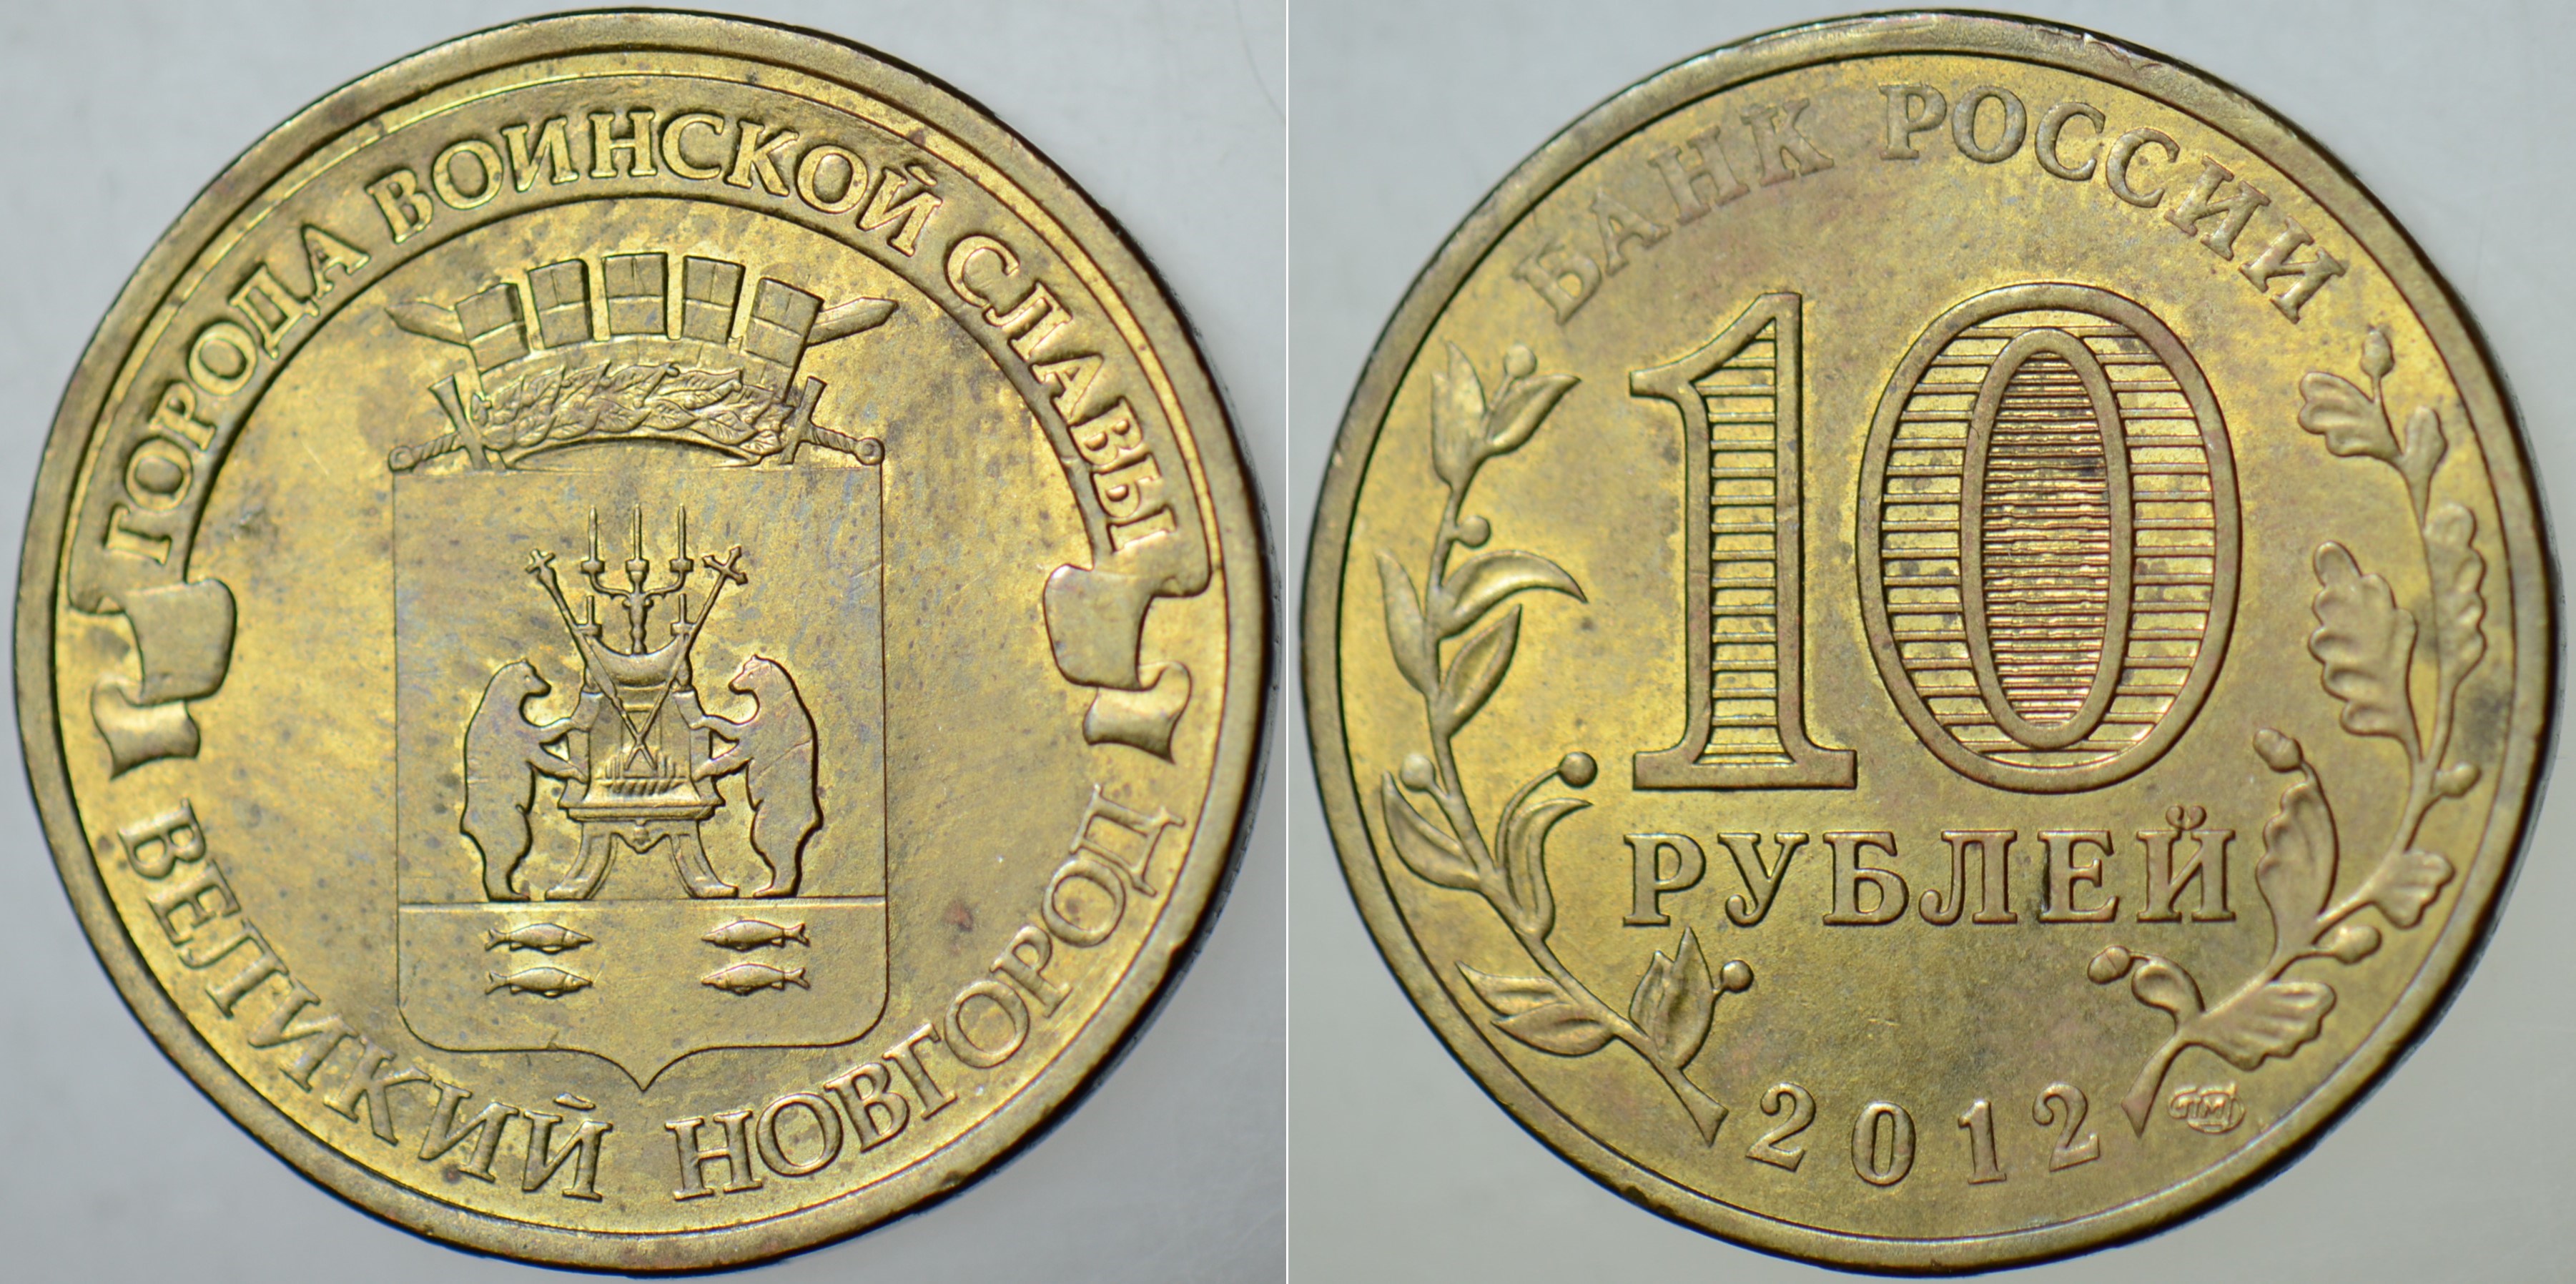 ГОРОДА ВОИНСКОЙ СЛАВЫ
ВЕЛИКИЙ НОВГОРОД
БАНК РОССИИ
10
РУБЛЕЙ
2012
СПМД